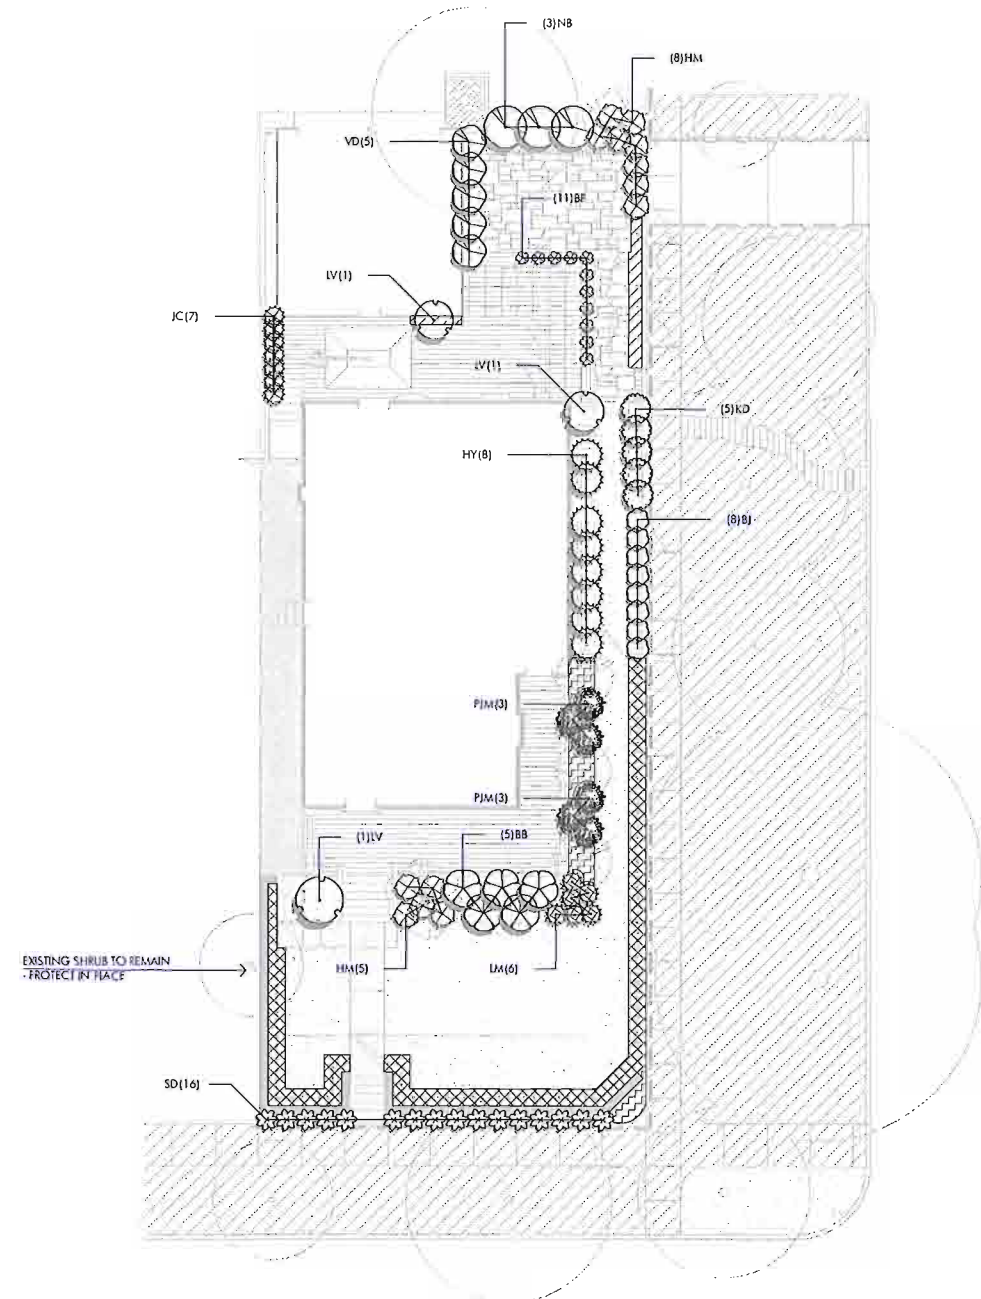 (3)NB
(8)HM
VD(5)
(11)BF
LV(1)
JC(7)
LV(1)
(5)KD
HY(8)
(8)BJ
PJM(3)
PJM(3)
(1)LV
(5)BB
EXISTING SHRUB TO REMAIN
- PROTECT IN PLACE
HM(5)
LM(6)
SD(16)